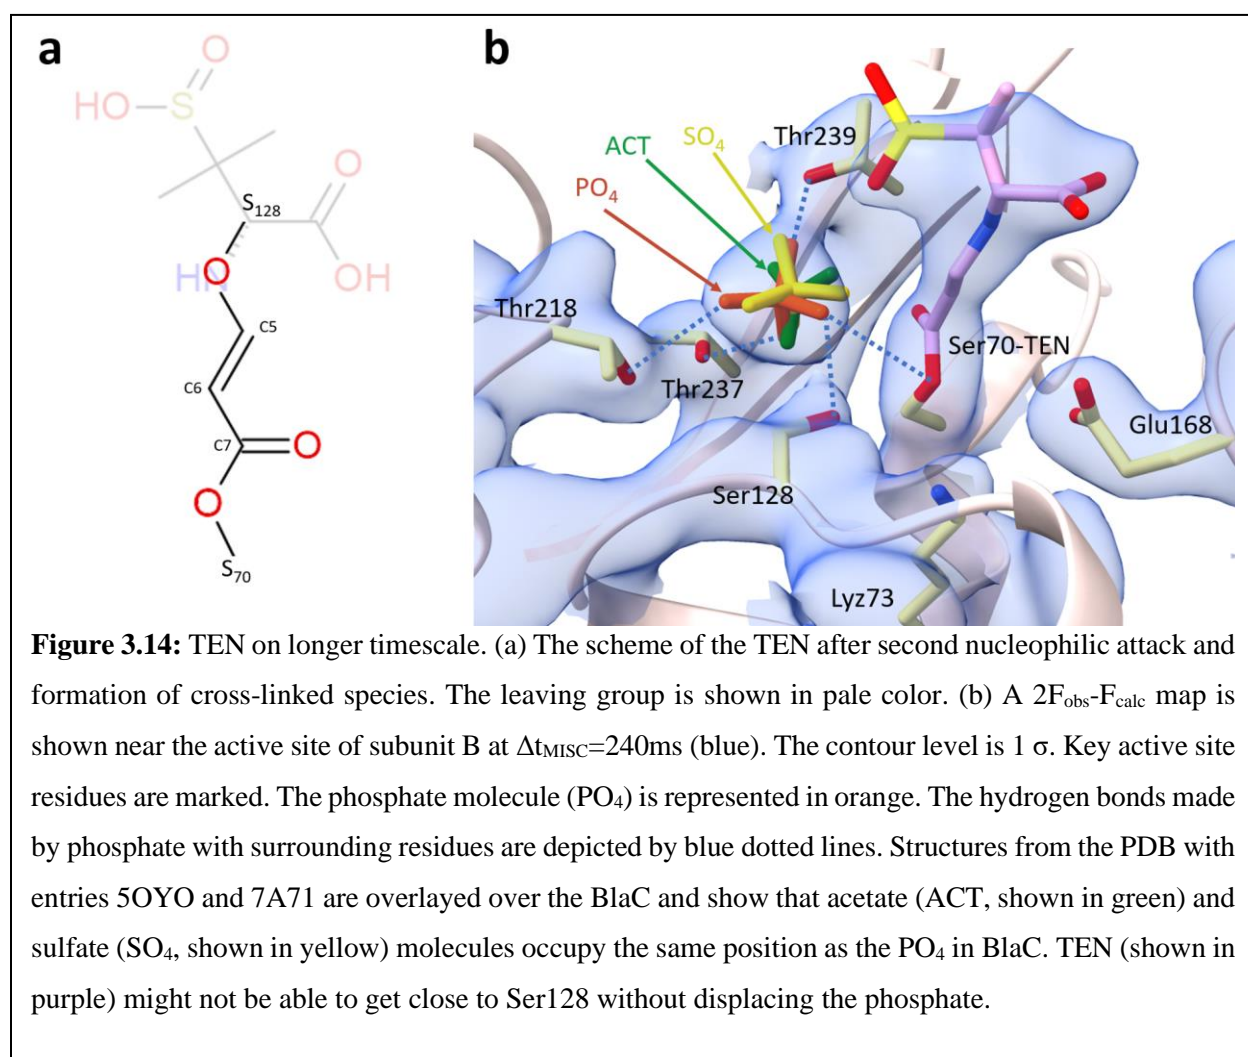 a
b
O
HO
S
O
S128
HN
O
OH
C5
C6
C7
O
O
S70
SO4
ACT
Thr239
PO4
Thr218
Ser70-TEN
Thr237
Glu168
Ser128
Lyz73
Figure 3.14: TEN on longer timescale. (a) The scheme of the TEN after second nucleophilic attack and
formation of cross-linked species. The leaving group is shown in pale color. (b) A 2Fobs-Fcalc map is
shown near the active site of subunit B at ΔtMISC=240ms (blue). The contour level is 1 σ. Key active site
residues are marked. The phosphate molecule (PO4) is represented in orange. The hydrogen bonds made
by phosphate with surrounding residues are depicted by blue dotted lines. Structures from the PDB with
entries 5OYO and 7A71 are overlayed over the BlaC and show that acetate (ACT, shown in green) and
sulfate (SO4, shown in yellow) molecules occupy the same position as the PO4 in BlaC. TEN (shown in
purple) might not be able to get close to Ser128 without displacing the phosphate.